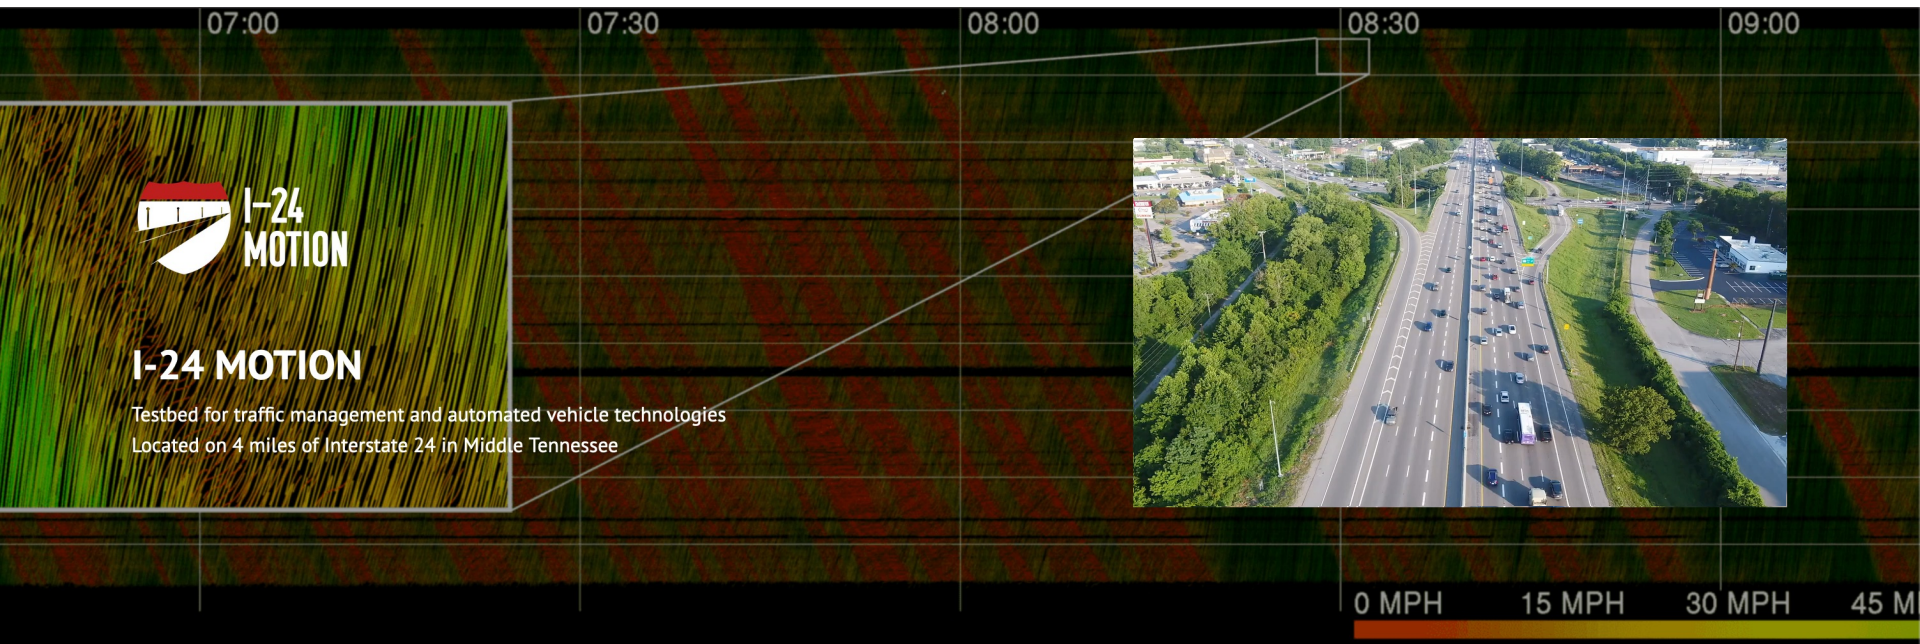 07:00
07:30
08:00
08:30
09:00
I-24
MOTION
I-24 MOTION
Testbed for traffic management and automated vehicle technologies
Located on 4 miles of Interstate 24 in Middle Tennessee
0 MPH
15 MPH
30 MPH
45 M